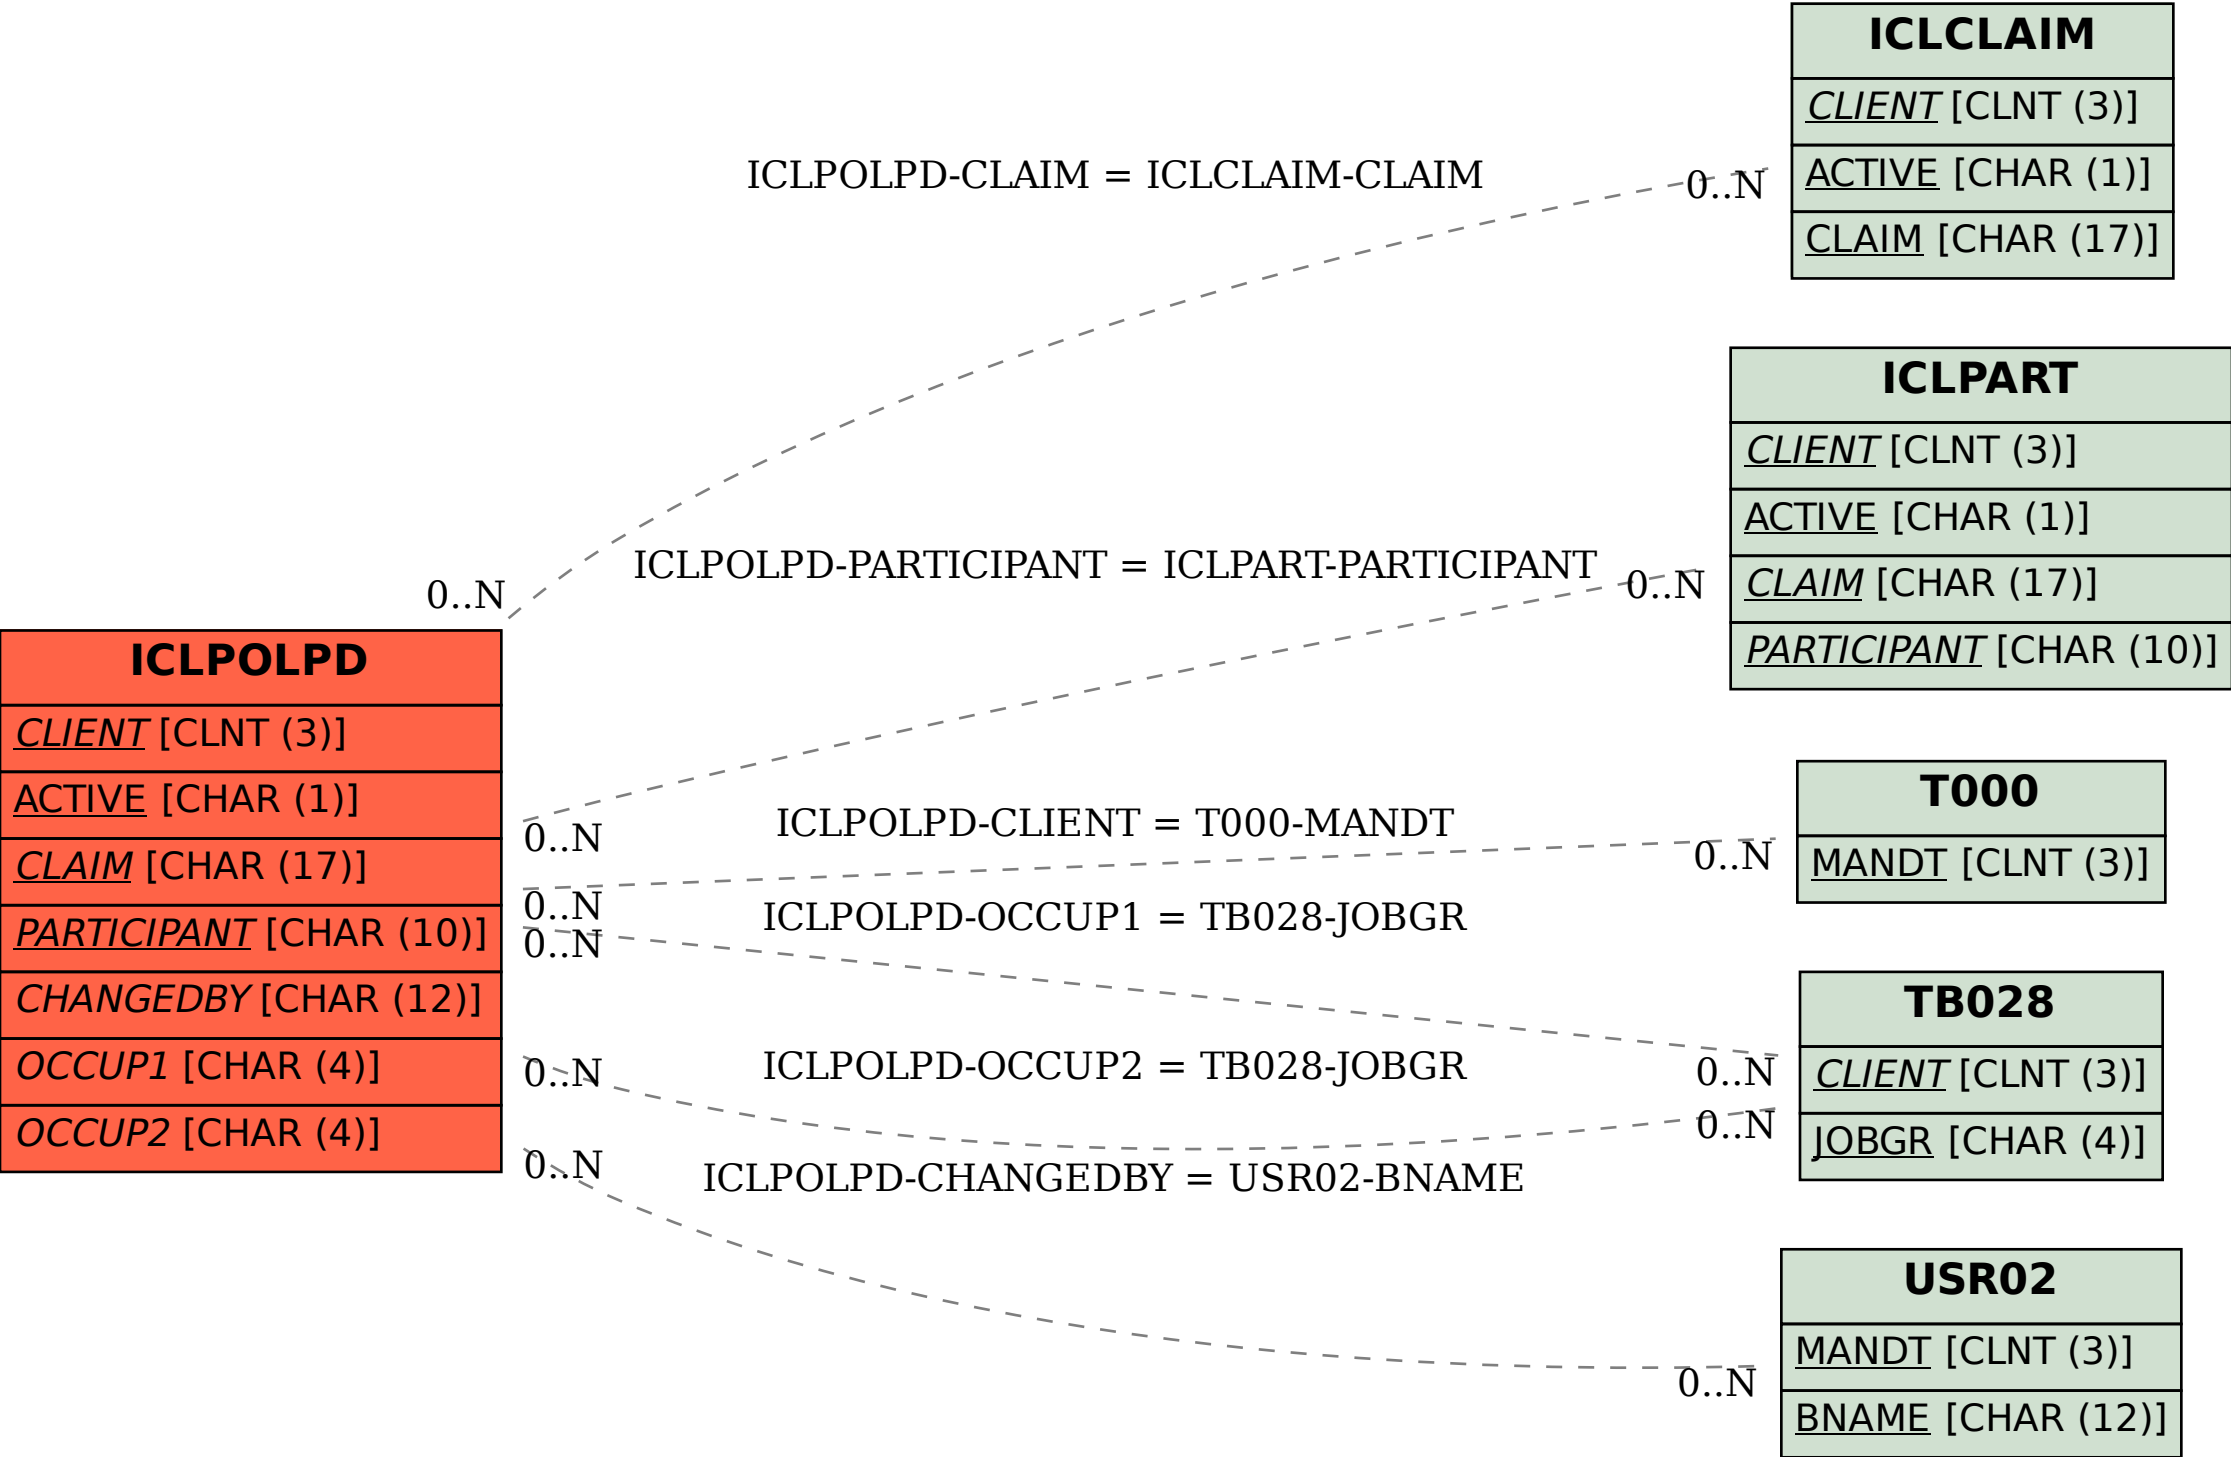 ICLCLAIM
CLIENT [CLNT (3)]
ACTIVE [CHAR (1)]
CLAIM [CHAR (17)]
ICLPOLPD-CLAIM = ICLCLAIM-CLAIM
0..N
0..N
ICLPART
CLIENT [CLNT (3)]
ACTIVE [CHAR (1)]
CLAIM [CHAR (17)]
PARTICIPANT [CHAR (10)]
ICLPOLPD-PARTICIPANT = ICLPART-PARTICIPANT
0..N
0..N
ICLPOLPD
CLIENT [CLNT (3)]
ACTIVE [CHAR (1)]
CLAIM [CHAR (17)]
PARTICIPANT [CHAR (10)]
CHANGEDBY [CHAR (12)]
OCCUP1 [CHAR (4)]
OCCUP2 [CHAR (4)]
ICLPOLPD-CLIENT = T000-MANDT
0..N
0..N
T000
MANDT [CLNT (3)]
ICLPOLPD-OCCUP1 = TB028-JOBGR
0..N
0..N
ICLPOLPD-OCCUP2 = TB028-JOBGR
0..N
0..N
TB028
CLIENT [CLNT (3)]
JOBGR [CHAR (4)]
ICLPOLPD-CHANGEDBY = USR02-BNAME
0..N
0..N
USR02
MANDT [CLNT (3)]
BNAME [CHAR (12)]